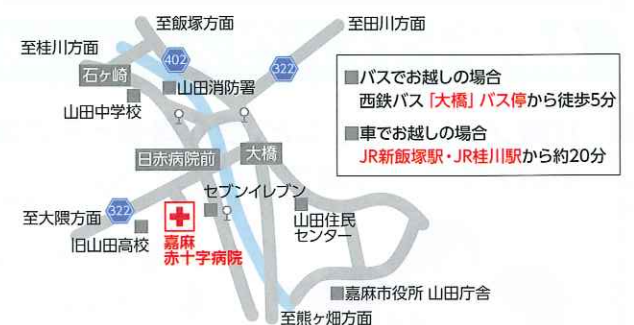 至飯塚方面
至田川方面
至桂川方面
402
322
石ヶ崎
山田消防署
山田中学校
日赤病院前
大橋
セブンイレブン
322
至大隈方面
旧山田高校
嘉麻
赤十字病院
山田住民
センター
嘉麻市役所 山田庁舎
至熊ヶ畑方面
■バスでお越しの場合
西鉄バス「大橋」バス停から徒歩5分
■車でお越しの場合
JR新飯塚駅・JR桂川駅から約20分